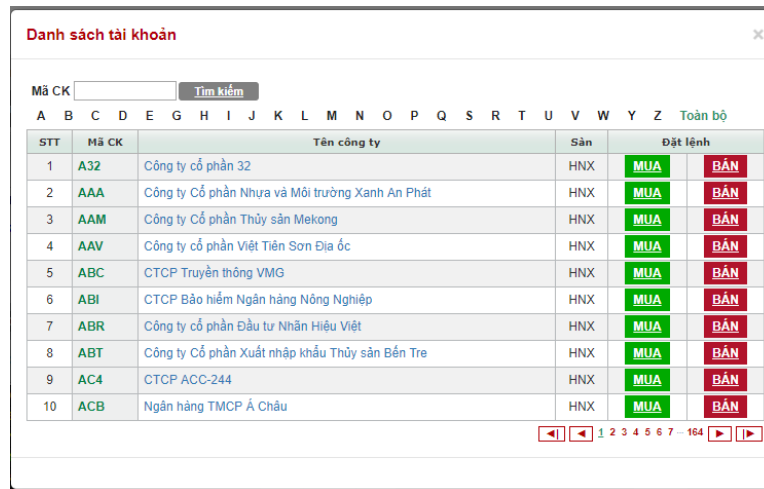 Danh sách tài khoản ×
Mã CK Tìm kiếm
A B C D E G H I J K L M N O P Q S R T U V W Y Z Toàn bộ
STT Mã CK Tên công ty Sàn Đặt lệnh
1 A32 Công ty cổ phần 32 HNX MUA BÁN
2 AAA Công ty Cổ phần Nhựa và Môi trường Xanh An Phát HNX MUA BÁN
3 AAM Công ty Cổ phần Thủy sản Mekong HNX MUA BÁN
4 AAV Công ty cổ phần Việt Tiên Sơn Địa ốc HNX MUA BÁN
5 ABC CTCP Truyền thông VMG HNX MUA BÁN
6 ABI CTCP Bảo hiểm Ngân hàng Nông Nghiệp HNX MUA BÁN
7 ABR Công ty cổ phần Đầu tư Nhãn Hiệu Việt HNX MUA BÁN
8 ABT Công ty Cổ phần Xuất nhập khẩu Thủy sản Bến Tre HNX MUA BÁN
9 AC4 CTCP ACC-244 HNX MUA BÁN
10 ACB Ngân hàng TMCP Á Châu HNX MUA BÁN
1 2 3 4 5 6 7 ... 164